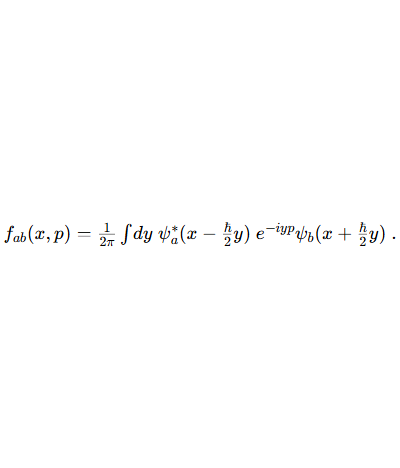 f_{ab}(x, p) = \frac{1}{2\pi} \int dy \, \psi_a^*(x - \frac{\hbar}{2}y) \, e^{-iyp} \psi_b(x + \frac{\hbar}{2}y) \, .